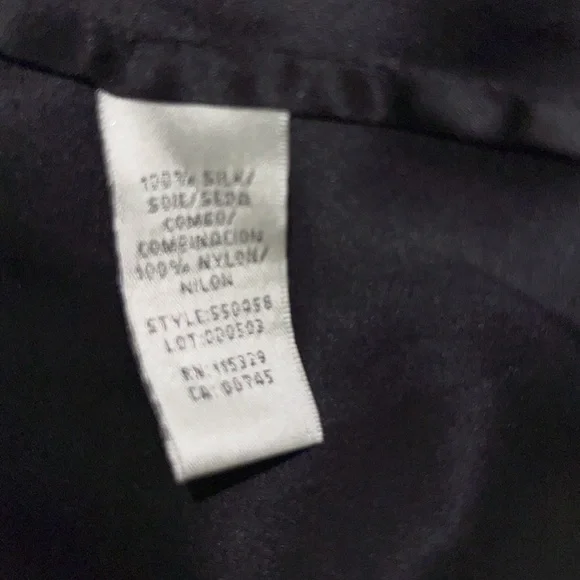 100% SILK/
SOIE/SEDA
COMBO/
COMBINACION
100% NYLON/
NILON
STYLE:550958
LOT:000503
RN: 115329
CA: 00745